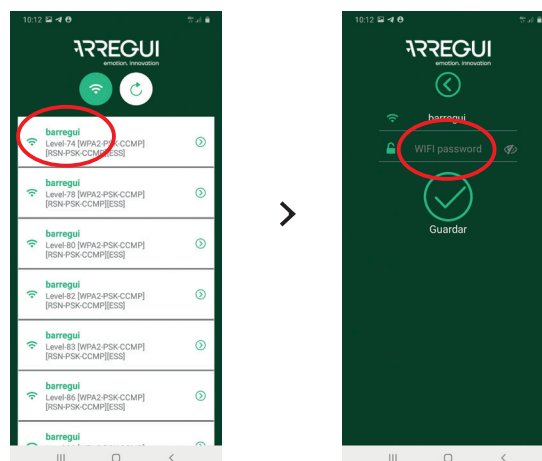 10:12
ARREGUI
emotion. innovation
barregui
Level-74 [WPA2-PSK-CCMP]
[RSN-PSK-CCMP][ESS]
barregui
Level-78 [WPA2-PSK-CCMP]
[RSN-PSK-CCMP][ESS]
barregui
Level-80 [WPA2-PSK-CCMP]
[RSN-PSK-CCMP][ESS]
barregui
Level-82 [WPA2-PSK-CCMP]
[RSN-PSK-CCMP][ESS]
barregui
Level-83 [WPA2-PSK-CCMP]
[RSN-PSK-CCMP][ESS]
barregui
Level-86 [WPA2-PSK-CCMP]
[RSN-PSK-CCMP][ESS]
barregui
10:12
ARREGUI
emotion. innovation
barregui
WIFI password
Guardar